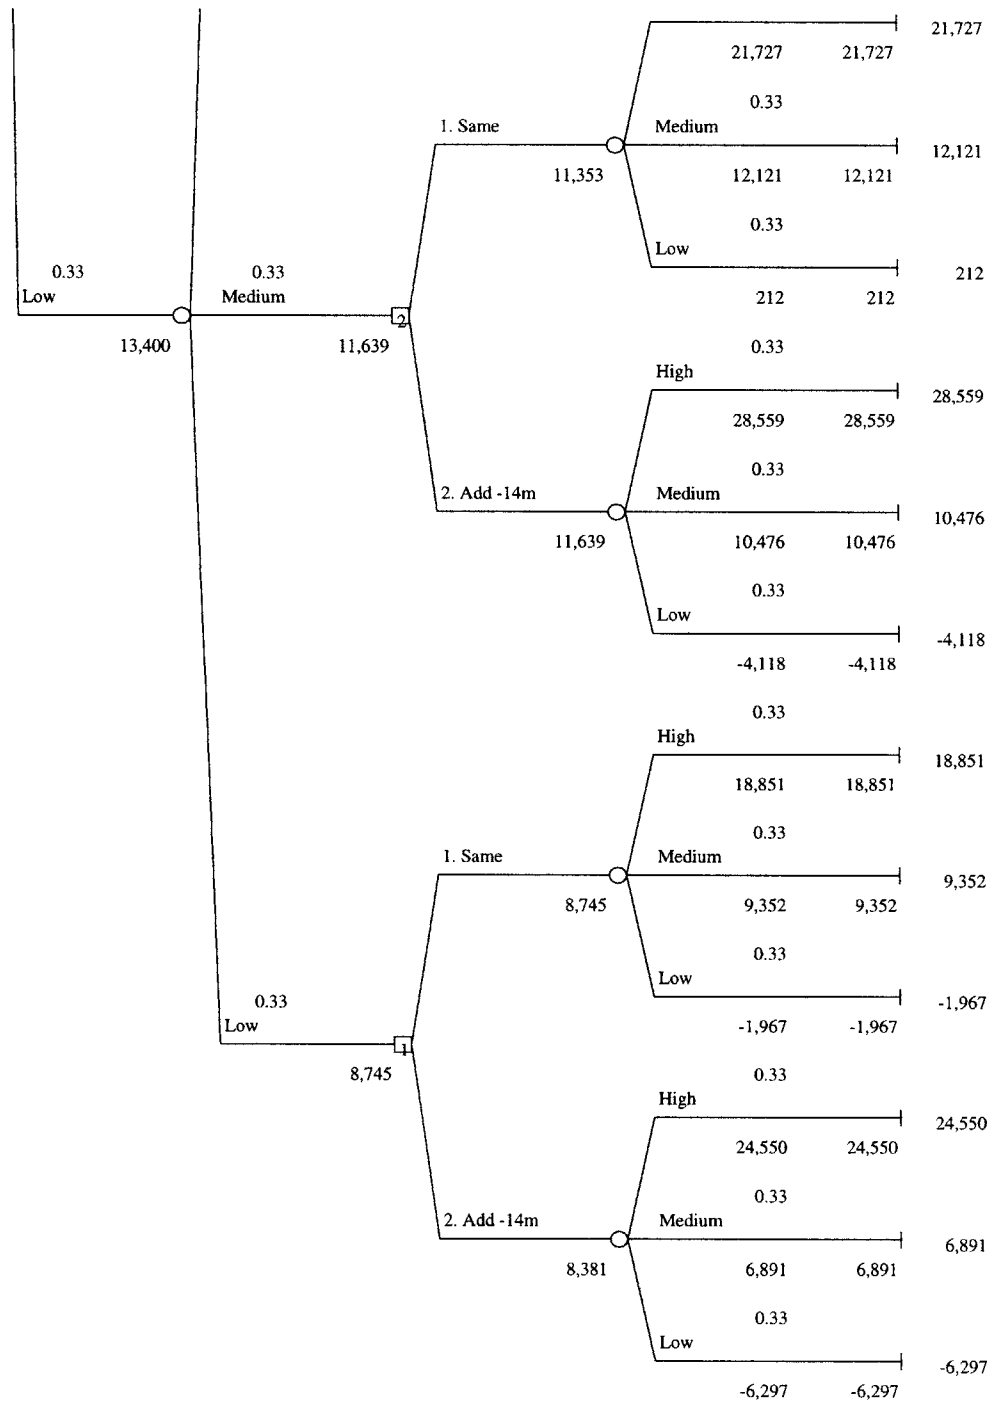 21,727
21,727 21,727
0.33
1. Same Medium
12,121
11,353 12,121 12,121
0.33
Low
0.33 0.33 212
Low Medium 212 212
2
13,400 11,639 0.33
High
28,559
28,559 28,559
0.33
2. Add -14m Medium
10,476
11,639 10,476 10,476
0.33
Low
-4,118
-4,118 -4,118
0.33
High
18,851
18,851 18,851
0.33
1. Same Medium
9,352
8,745 9,352 9,352
0.33
Low
0.33 -1,967
Low -1,967 -1,967
1
8,745 0.33
High
24,550
24,550 24,550
0.33
2. Add -14m Medium
6,891
8,381 6,891 6,891
0.33
Low
-6,297
-6,297 -6,297